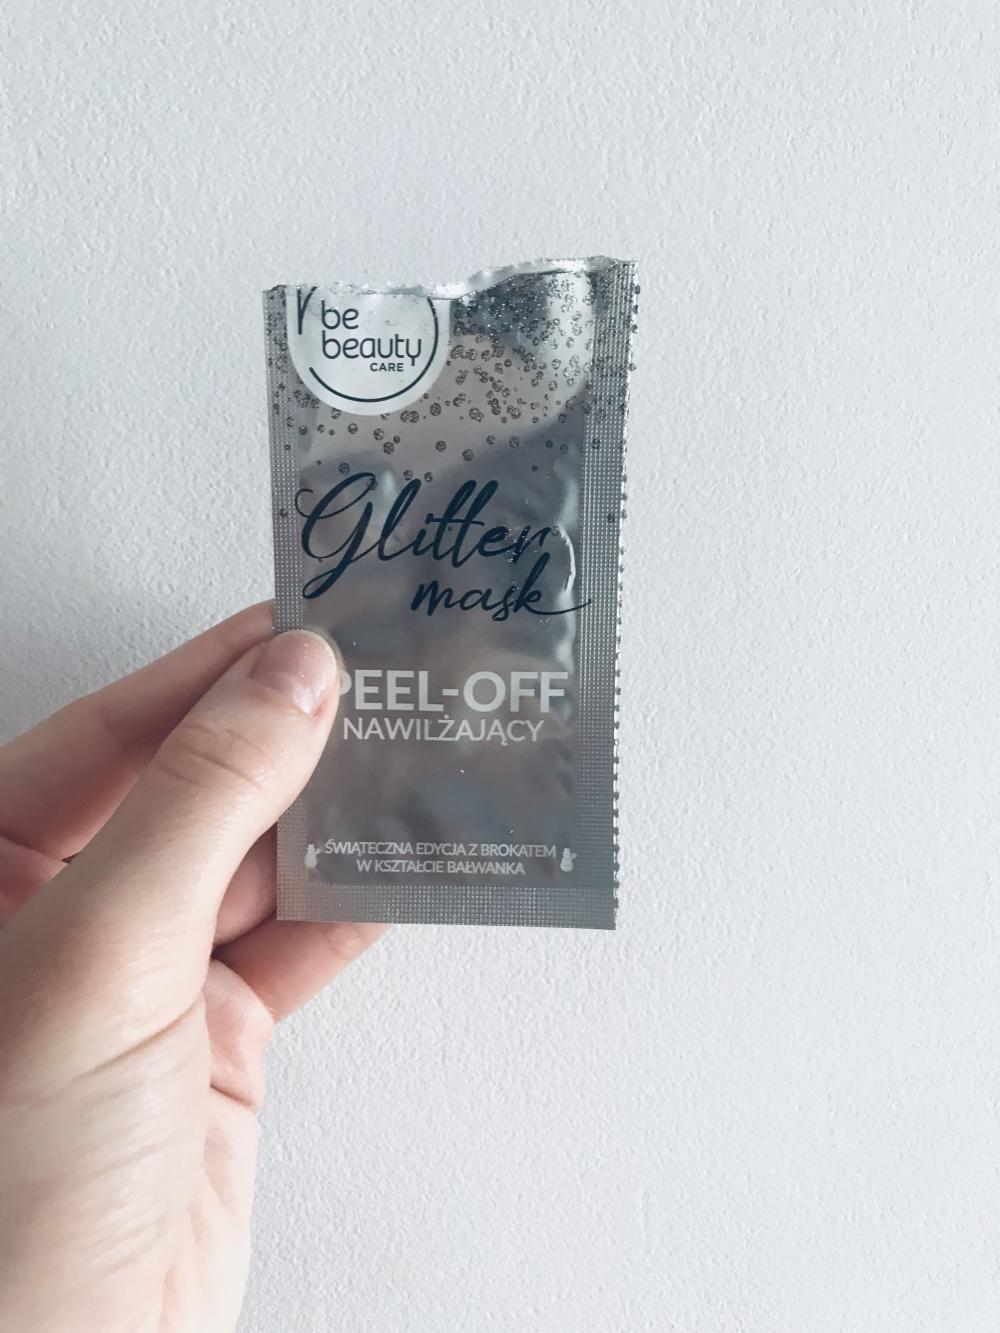 be
beauty
CARE
Glitter
mask
PEEL-OFF
NAWILŻAJĄCY
ŚWIĄTECZNA EDYCJA Z BROKATEM
W KSZTAŁCIE BAŁWANKA